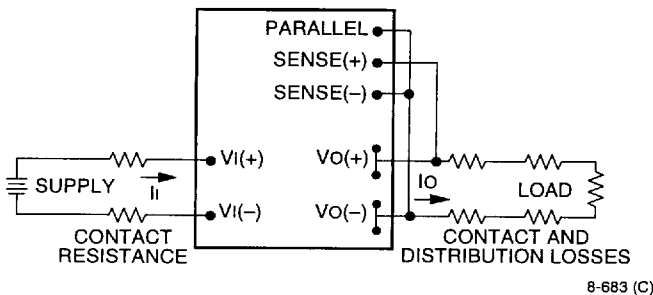 PARALLEL
SENSE(+)
SENSE(–)
VI(+)
VO(+)
SUPPLY
II
IO
LOAD
VI(–)
VO(–)
CONTACT
RESISTANCE
CONTACT AND
DISTRIBUTION LOSSES
8-683 (C)